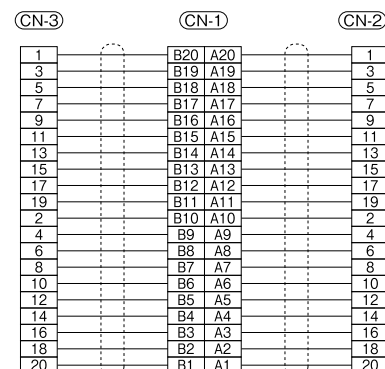 CN-3 CN-1 CN-2
1 B20 A20 1
3 B19 A19 3
5 B18 A18 5
7 B17 A17 7
9 B16 A16 9
11 B15 A15 11
13 B14 A14 13
15 B13 A13 15
17 B12 A12 17
19 B11 A11 19
2 B10 A10 2
4 B9 A9 4
6 B8 A8 6
8 B7 A7 8
10 B6 A6 10
12 B5 A5 12
14 B4 A4 14
16 B3 A3 16
18 B2 A2 18
20 B1 A1 20